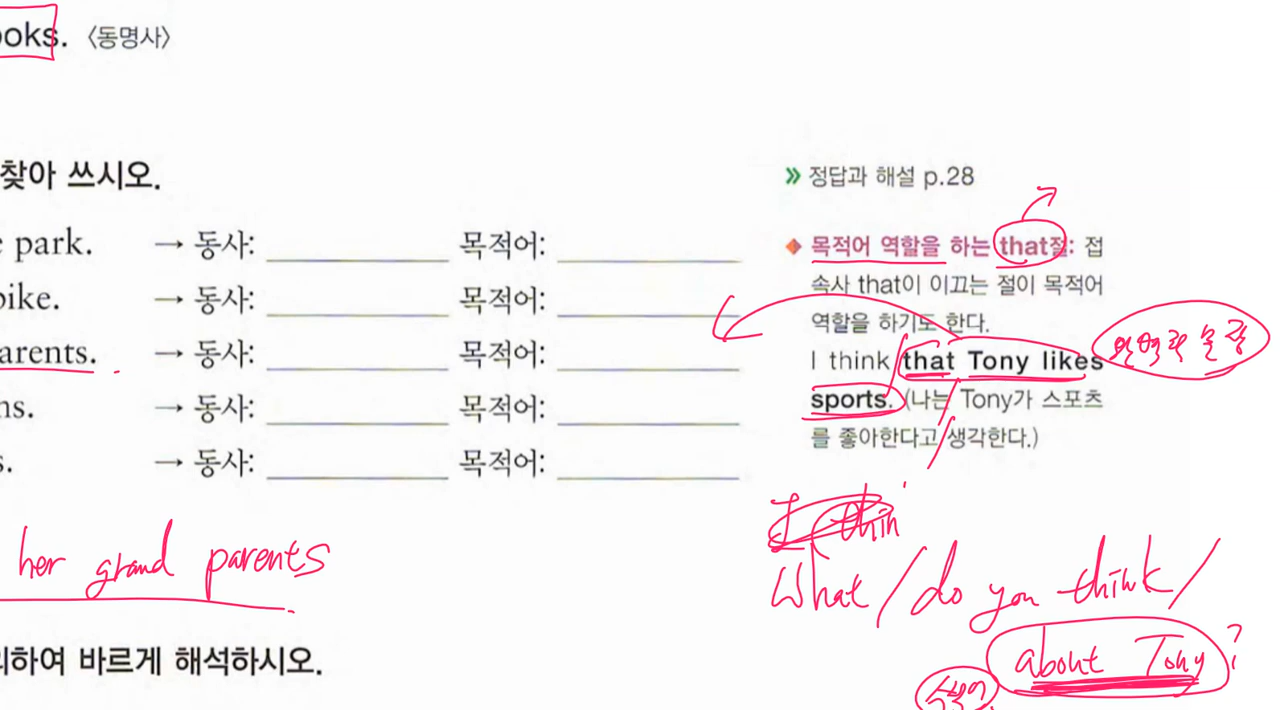 ooks. 〈동명사〉
찾아 쓰시오.
e park. → 동사: 목적어:
bike. → 동사: 목적어:
arents. → 동사: 목적어:
ns. → 동사: 목적어:
s. → 동사: 목적어:
» 정답과 해설 p.28
◆ 목적어 역할을 하는 that절: 접
속사 that이 이끄는 절이 목적어
역할을 하기도 한다.
I think that Tony likes
sports. (나는 Tony가 스포츠
를 좋아한다고 생각한다.)
her grand parents
What / do you think /
about Tony ?
수식어
의하여 바르게 해석하시오.